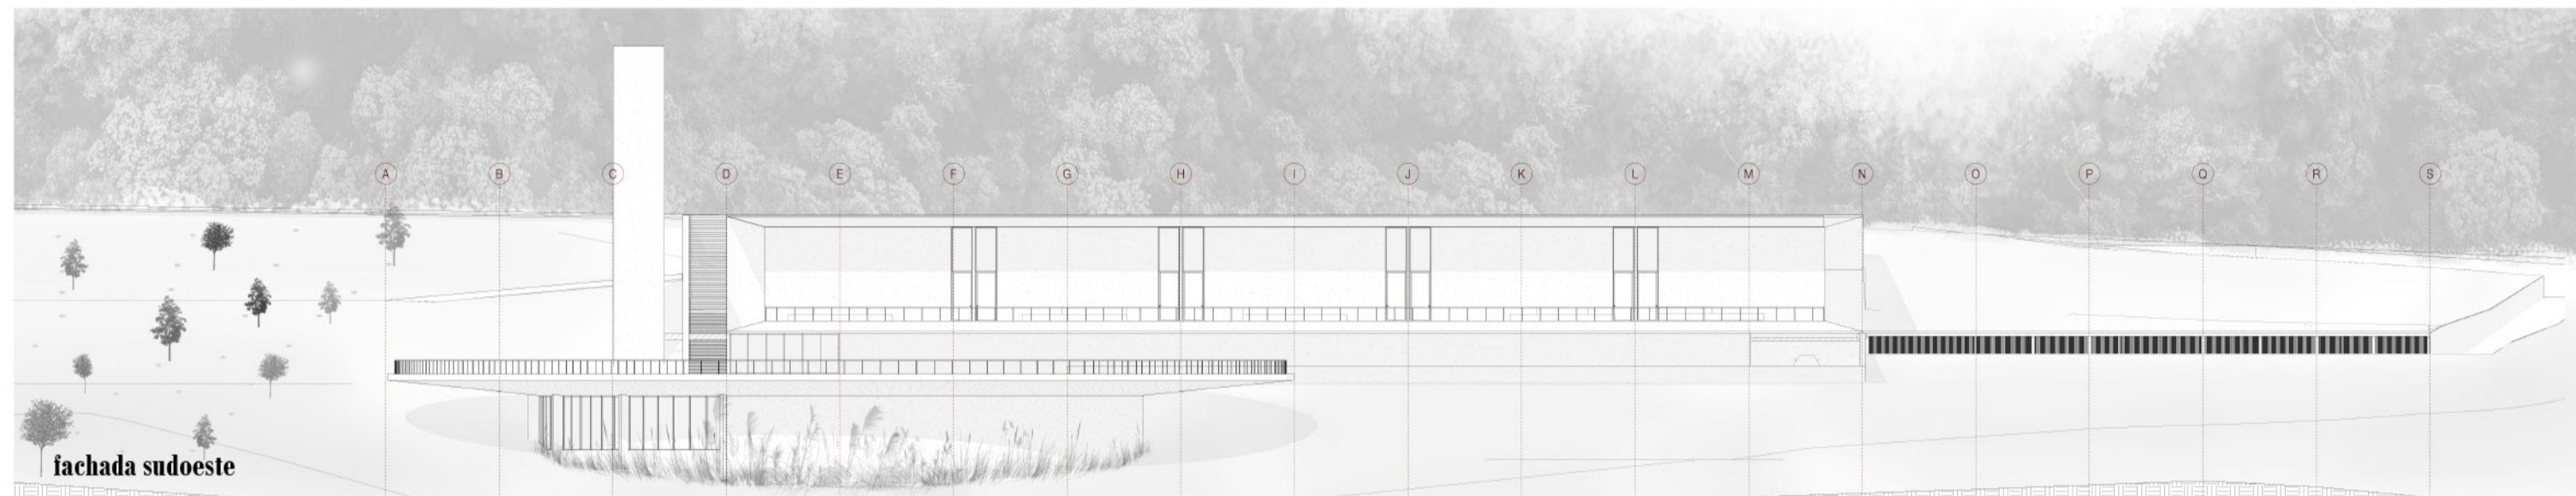 A B C D E F G H I J K L M N O P Q R S
fachada sudoeste